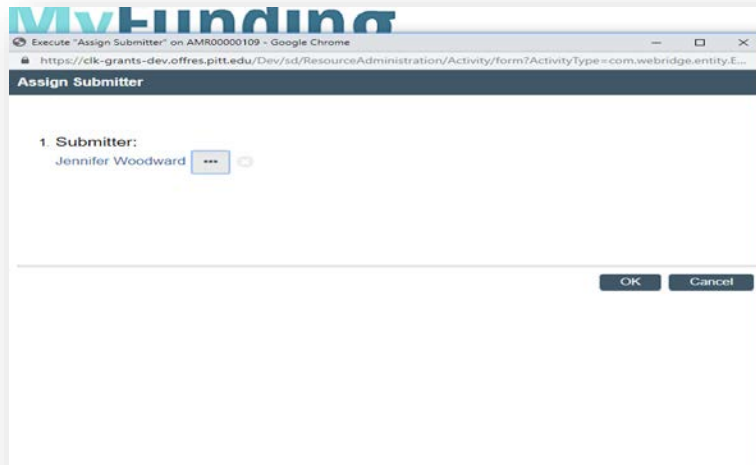 MyFunding
Execute "Assign Submitter" on AMR00000109 - Google Chrome
https://clk-grants-dev.offres.pitt.edu/Dev/sd/ResourceAdministration/Activity/form?ActivityType=com.webridge.entity.E...
Assign Submitter
1. Submitter:
Jennifer Woodward ...
OK Cancel